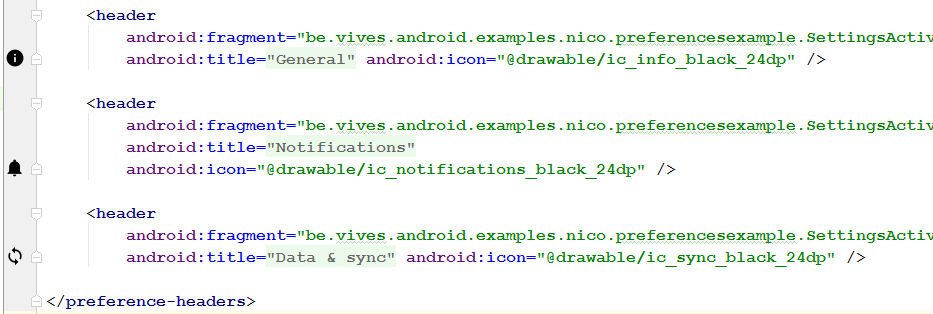 <header
android:fragment="be.vives.android.examples.nico.preferencesexample.SettingsActiv
android:title="General" android:icon="@drawable/ic_info_black_24dp" />
<header
android:fragment="be.vives.android.examples.nico.preferencesexample.SettingsActiv
android:title="Notifications"
android:icon="@drawable/ic_notifications_black_24dp" />
<header
android:fragment="be.vives.android.examples.nico.preferencesexample.SettingsActiv
android:title="Data & sync" android:icon="@drawable/ic_sync_black_24dp" />
</preference-headers>